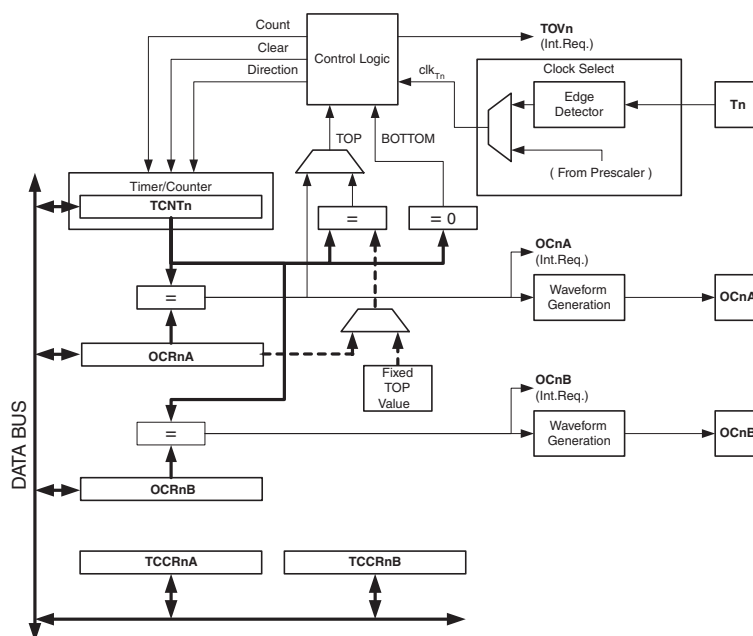 Count
Clear
Direction
Control Logic
TOVn
(Int.Req.)
clkTn
Clock Select
Edge
Detector
Tn
( From Prescaler )
TOP
BOTTOM
Timer/Counter
TCNTn
=
= 0
OCnA
(Int.Req.)
=
Waveform
Generation
OCnA
OCRnA
Fixed
TOP
Value
OCnB
(Int.Req.)
=
Waveform
Generation
OCnB
OCRnB
DATA BUS
TCCRnA
TCCRnB